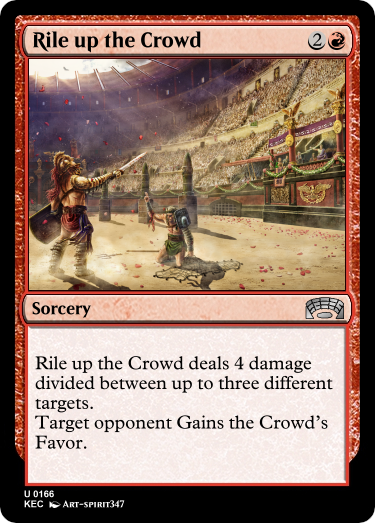 Rile up the Crowd 2
Sorcery
Rile up the Crowd deals 4 damage
divided between up to three different
targets.
Target opponent Gains the Crowd's
Favor.
U 0166
KEC Art-spirit347